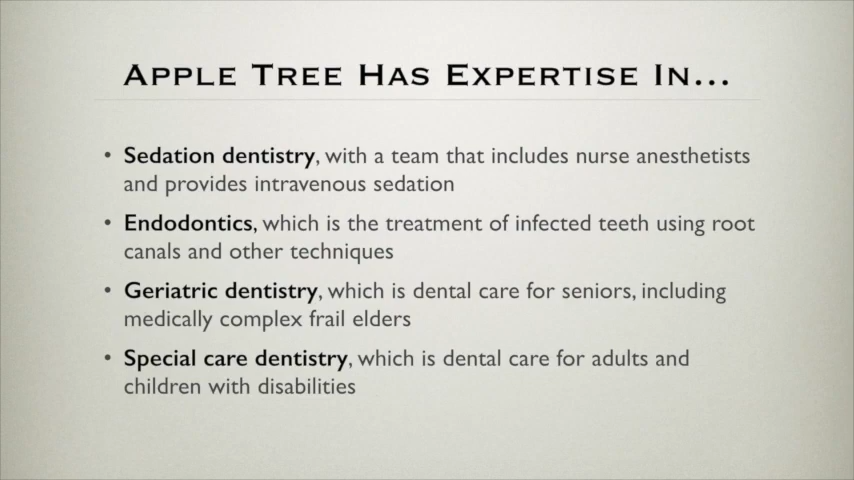 Apple Tree Has Expertise In...
• Sedation dentistry, with a team that includes nurse anesthetists
and provides intravenous sedation
• Endodontics, which is the treatment of infected teeth using root
canals and other techniques
• Geriatric dentistry, which is dental care for seniors, including
medically complex frail elders
• Special care dentistry, which is dental care for adults and
children with disabilities